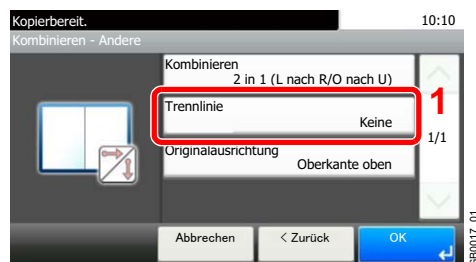 Kopierbereit.
10:10
Kombinieren - Andere
Kombinieren
2 in 1 (L nach R/O nach U)
Trennlinie
Keine
1
1/1
Originalausrichtung
Oberkante oben
Abbrechen
< Zurück
OK